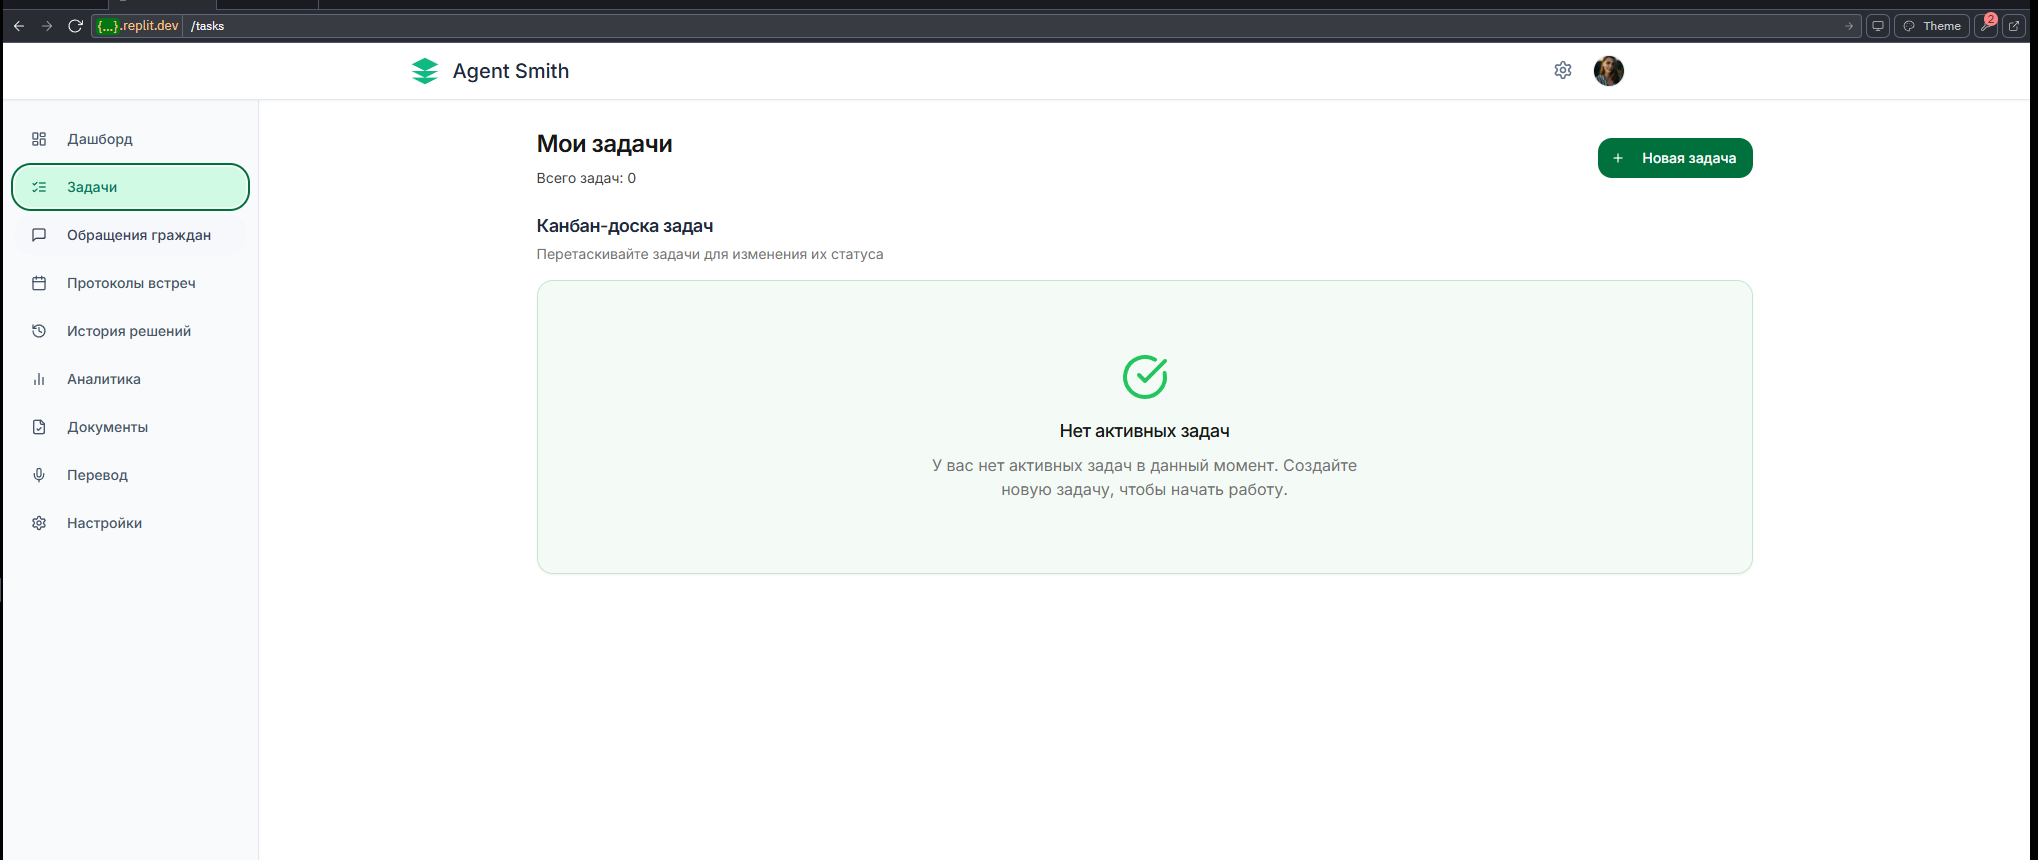 {...}.replit.dev /tasks
Theme
2
Agent Smith
Дашборд
Задачи
Обращения граждан
Протоколы встреч
История решений
Аналитика
Документы
Перевод
Настройки
Мои задачи
Всего задач: 0
+ Новая задача
Канбан-доска задач
Перетаскивайте задачи для изменения их статуса
Нет активных задач
У вас нет активных задач в данный момент. Создайте
новую задачу, чтобы начать работу.